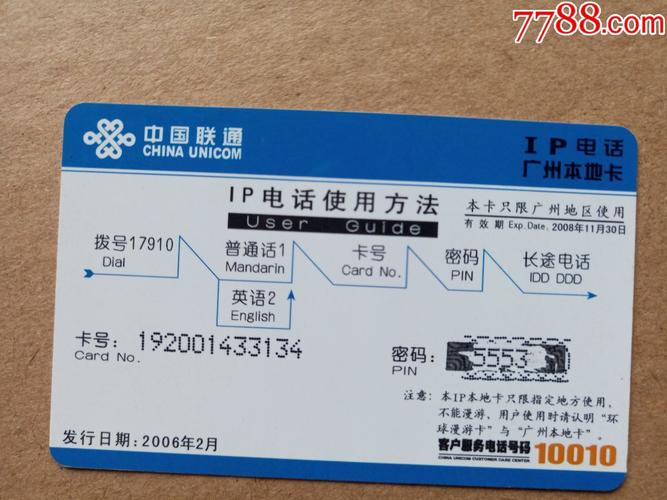 7788.com
中国联通
CHINA UNICOM
IP电话
广州本地卡
IP电话使用方法
User Guide
本卡只限广州地区使用
有效期 Exp.Date. 2008年11月30日
拨号17910
Dial
普通话1
Mandarin
卡号
Card No.
密码
PIN
长途电话
IDD DDD
英语2
English
卡号：
Card No.
192001433134
密码：
PIN
5553
注意：本IP本地卡只限指定地方使用，
不能漫游，用户使用时请认明“环
球漫游卡”与“广州本地卡”。
发行日期：2006年2月
客户服务电话号码 10010
CHINA UNICOM CUSTOMER CARE CENTER